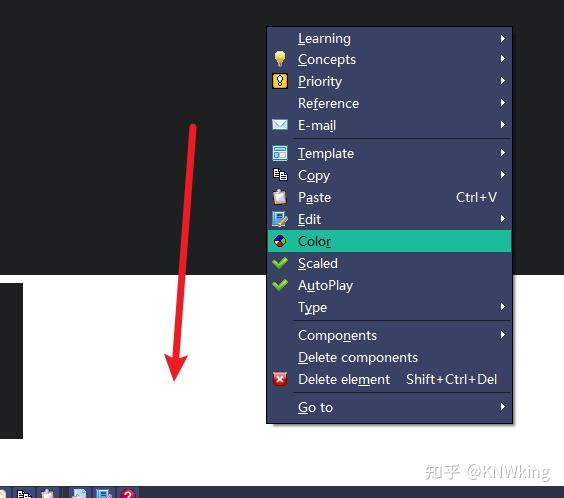 Learning
Concepts
Priority
Reference
E-mail
Template
Copy
Paste Ctrl+V
Edit
Color
Scaled
AutoPlay
Type
Components
Delete components
Delete element Shift+Ctrl+Del
Go to
知乎 @KNWking